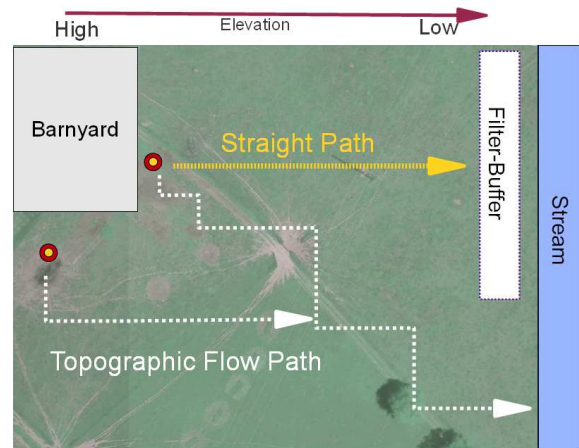 Elevation
High
Low
Barnyard
Straight Path
Filter-Buffer
Stream
Topographic Flow Path